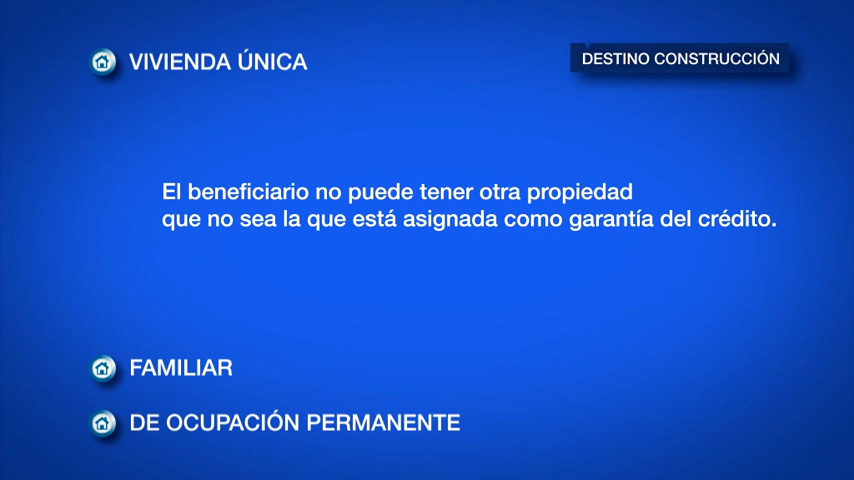 VIVIENDA ÚNICA
DESTINO CONSTRUCCIÓN
El beneficiario no puede tener otra propiedad
que no sea la que está asignada como garantía del crédito.
FAMILIAR
DE OCUPACIÓN PERMANENTE